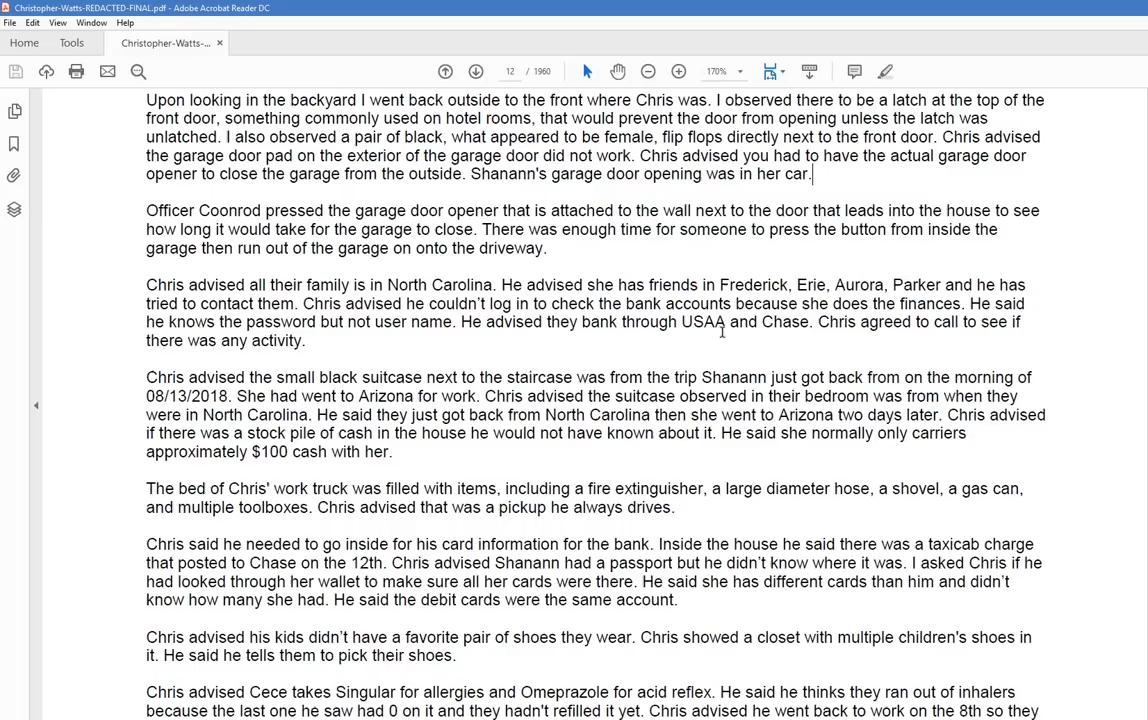 Christopher-Watts-REDACTED-FINAL.pdf - Adobe Acrobat Reader DC
File Edit View Window Help
Home Tools Christopher-Watts-... ×
12 / 1960 170%
Upon looking in the backyard I went back outside to the front where Chris was. I observed there to be a latch at the top of the
front door, something commonly used on hotel rooms, that would prevent the door from opening unless the latch was
unlatched. I also observed a pair of black, what appeared to be female, flip flops directly next to the front door. Chris advised
the garage door pad on the exterior of the garage door did not work. Chris advised you had to have the actual garage door
opener to close the garage from the outside. Shanann's garage door opening was in her car.
Officer Coonrod pressed the garage door opener that is attached to the wall next to the door that leads into the house to see
how long it would take for the garage to close. There was enough time for someone to press the button from inside the
garage then run out of the garage on onto the driveway.
Chris advised all their family is in North Carolina. He advised she has friends in Frederick, Erie, Aurora, Parker and he has
tried to contact them. Chris advised he couldn't log in to check the bank accounts because she does the finances. He said
he knows the password but not user name. He advised they bank through USAA and Chase. Chris agreed to call to see if
there was any activity.
Chris advised the small black suitcase next to the staircase was from the trip Shanann just got back from on the morning of
08/13/2018. She had went to Arizona for work. Chris advised the suitcase observed in their bedroom was from when they
were in North Carolina. He said they just got back from North Carolina then she went to Arizona two days later. Chris advised
if there was a stock pile of cash in the house he would not have known about it. He said she normally only carriers
approximately $100 cash with her.
The bed of Chris' work truck was filled with items, including a fire extinguisher, a large diameter hose, a shovel, a gas can,
and multiple toolboxes. Chris advised that was a pickup he always drives.
Chris said he needed to go inside for his card information for the bank. Inside the house he said there was a taxicab charge
that posted to Chase on the 12th. Chris advised Shanann had a passport but he didn't know where it was. I asked Chris if he
had looked through her wallet to make sure all her cards were there. He said she has different cards than him and didn't
know how many she had. He said the debit cards were the same account.
Chris advised his kids didn't have a favorite pair of shoes they wear. Chris showed a closet with multiple children's shoes in
it. He said he tells them to pick their shoes.
Chris advised Cece takes Singular for allergies and Omeprazole for acid reflex. He said he thinks they ran out of inhalers
because the last one he saw had 0 on it and they hadn't refilled it yet. Chris advised he went back to work on the 8th so they